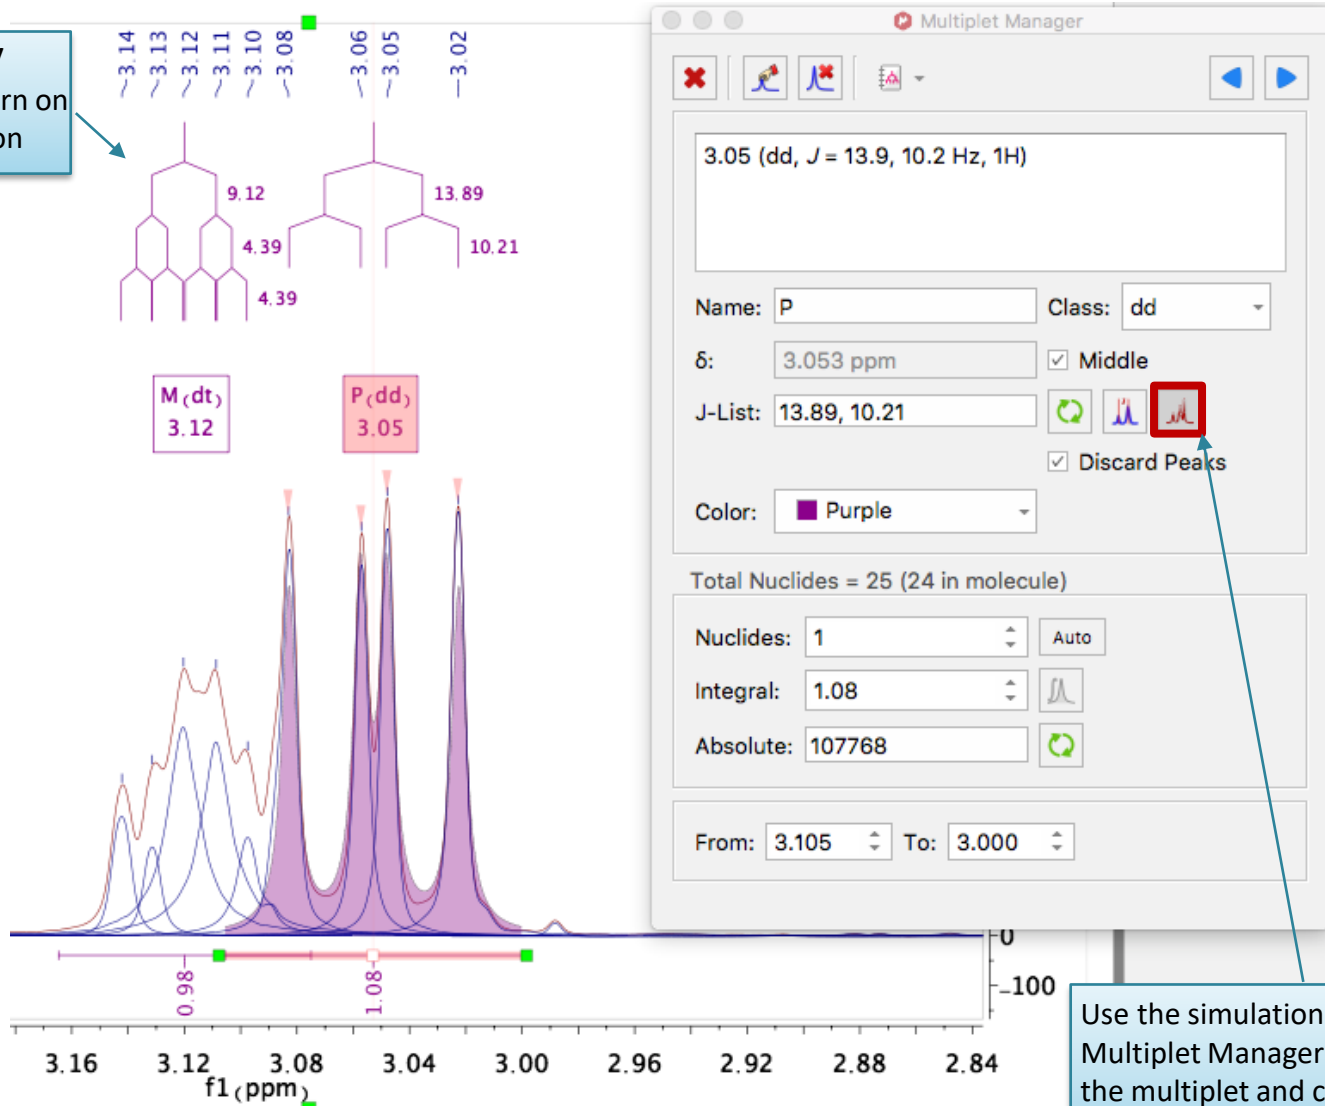 rn on
on
3.14
3.13
3.12
3.11
3.10
3.08
3.06
3.05
3.02
9.12
4.39
4.39
13.89
10.21
M (dt)
3.12
P (dd)
3.05
0.98
1.08
0
-100
3.16 3.12 3.08 3.04 3.00 2.96 2.92 2.88 2.84
f1 (ppm)
Multiplet Manager
3.05 (dd, J = 13.9, 10.2 Hz, 1H)
Name: P Class: dd
δ: 3.053 ppm Middle
J-List: 13.89, 10.21
Discard Peaks
Color: Purple
Total Nuclides = 25 (24 in molecule)
Nuclides: 1 Auto
Integral: 1.08
Absolute: 107768
From: 3.105 To: 3.000
Use the simulation
Multiplet Manager
the multiplet and c